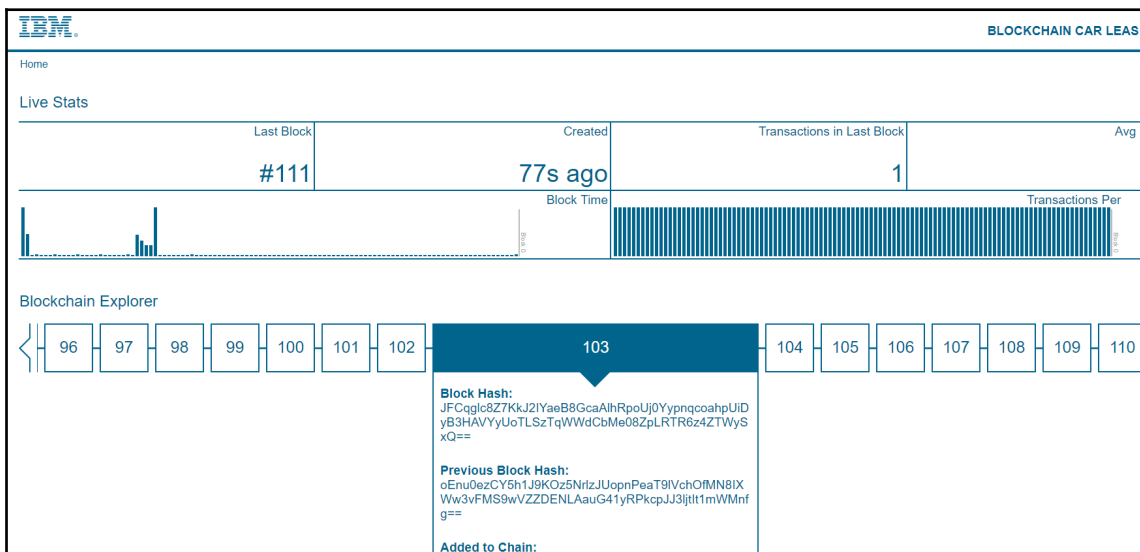 IBM.
BLOCKCHAIN CAR LEAS
Home
Live Stats
Last Block
#111
Created
77s ago
Transactions in Last Block
1
Avg
Block Time
Transactions Per
Blockchain Explorer
96 97 98 99 100 101 102 103 104 105 106 107 108 109 110
Block Hash:
JFCqglc8Z7KkJ2IYaeB8GcaAlhRpoUj0YypnqcoahpUiD
yB3HAVYyUoTLSzTqWWdCbMe08ZpLRTR6z4ZTWyS
xQ==
Previous Block Hash:
oEnu0ezCY5h1J9KOz5NrlzJUopnPeaT9lVchOfMN8IX
Ww3vFMS9wVZZDENLAauG41yRPkcpJJ3ljtlt1mWMnf
g==
Added to Chain: